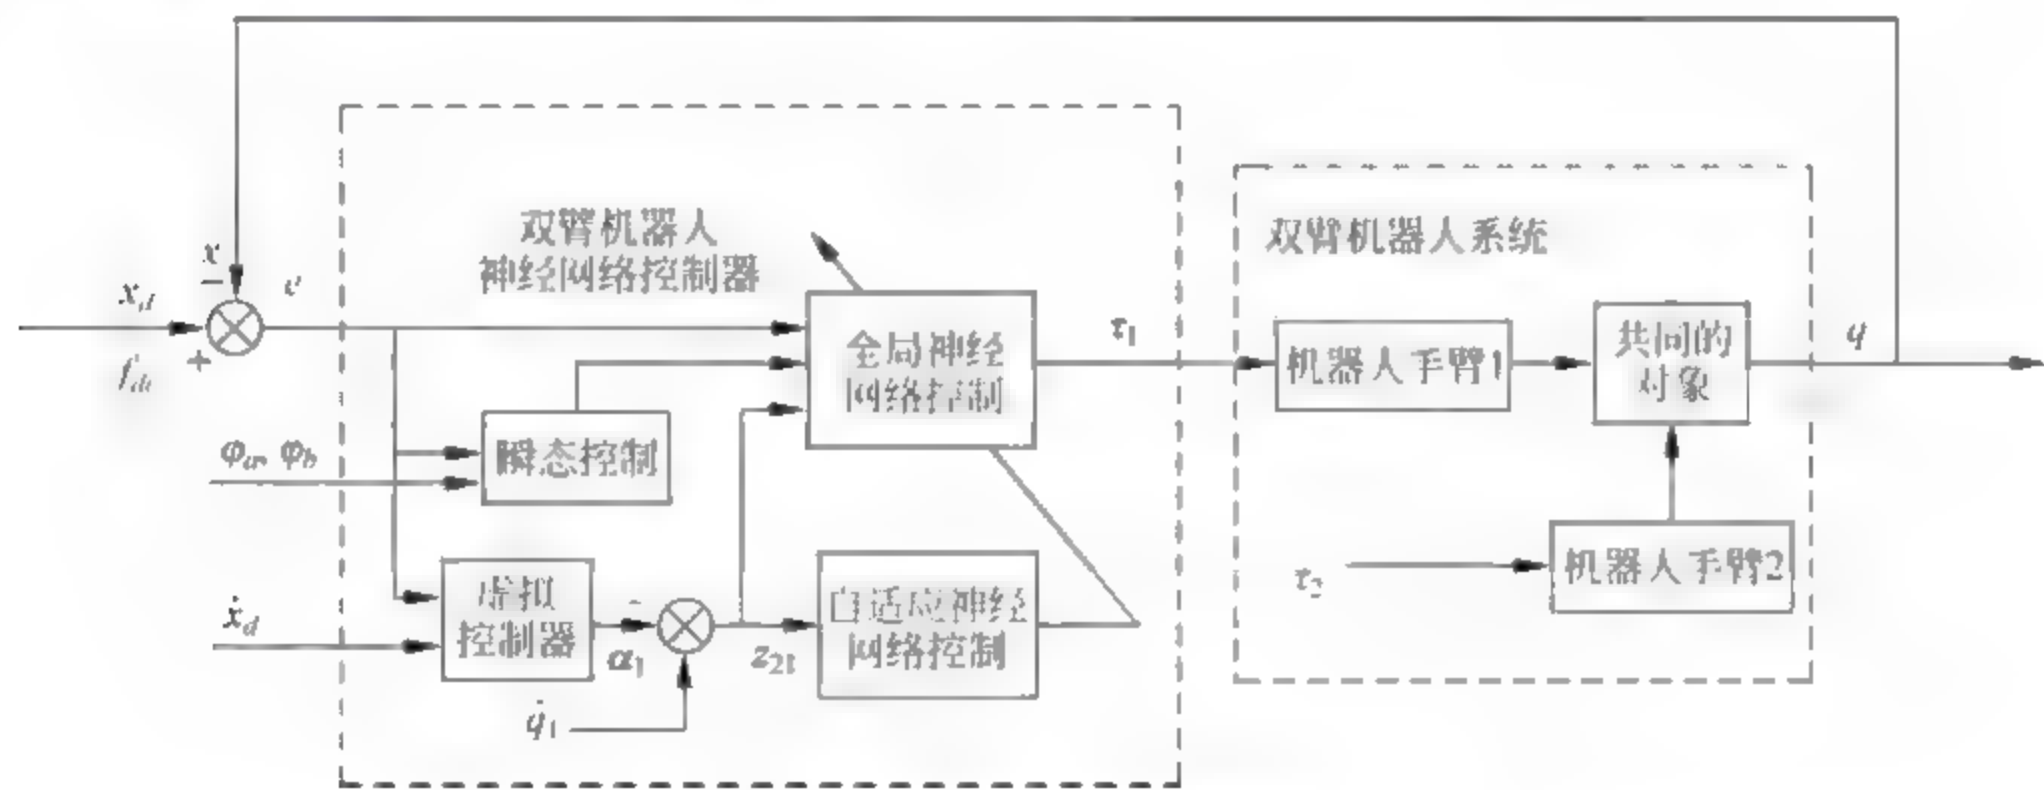 x
−
e
x_d
+
双臂机器人
神经网络控制器
全局神经
网络控制
τ₁
双臂机器人系统
机器人手臂1
共同的
对象
q
φ_a, φ_b
瞬态控制
ẋ_d
虚拟
控制器
-
α₁
q̇₁
z₂₁
自适应神经
网络控制
τ₂
机器人手臂2